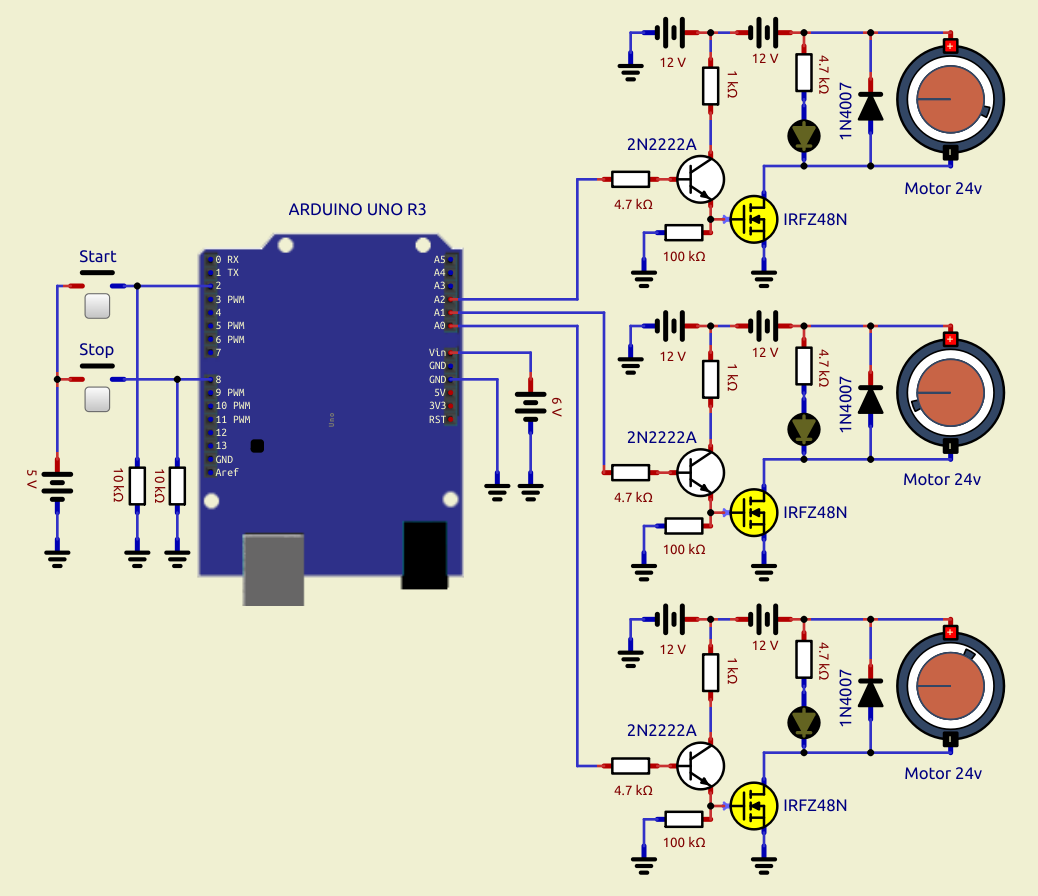 ARDUINO UNO R3
Start
Stop
5 V
10 kΩ
10 kΩ
0 RX
1 TX
2
3 PWM
4
5 PWM
6 PWM
7
8
9 PWM
10 PWM
11 PWM
12
13
GND
Aref
Uno
A5
A4
A3
A2
A1
A0
Vin
GND
GND
5V
3V3
RST
6 V
12 V
12 V
1 kΩ
4.7 kΩ
1N4007
2N2222A
4.7 kΩ
100 kΩ
IRFZ48N
+
-
Motor 24v
12 V
12 V
1 kΩ
4.7 kΩ
1N4007
2N2222A
4.7 kΩ
100 kΩ
IRFZ48N
+
-
Motor 24v
12 V
12 V
1 kΩ
4.7 kΩ
1N4007
2N2222A
4.7 kΩ
100 kΩ
IRFZ48N
+
-
Motor 24v